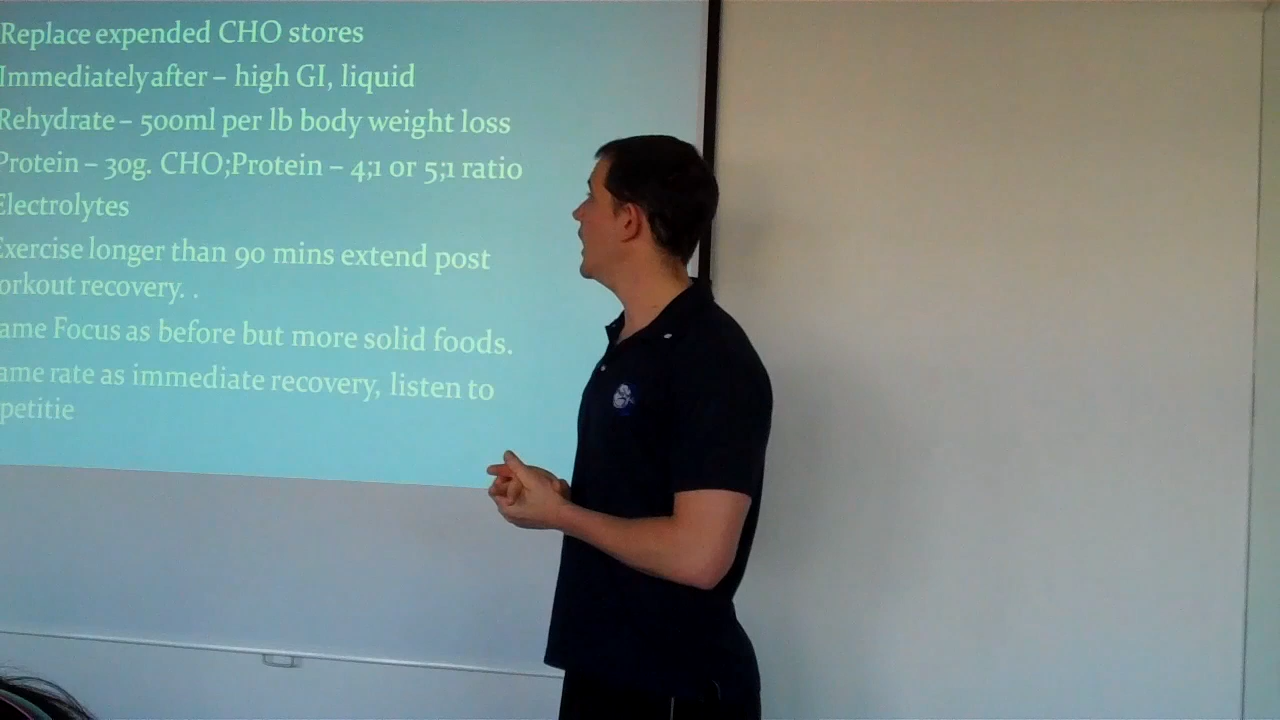 Replace expended CHO stores
Immediately after – high GI, liquid
Rehydrate – 500ml per lb body weight loss
Protein – 30g. CHO;Protein – 4;1 or 5;1 ratio
Electrolytes
Exercise longer than 90 mins extend post
orkout recovery. .
ame Focus as before but more solid foods.
ame rate as immediate recovery, listen to
petitie